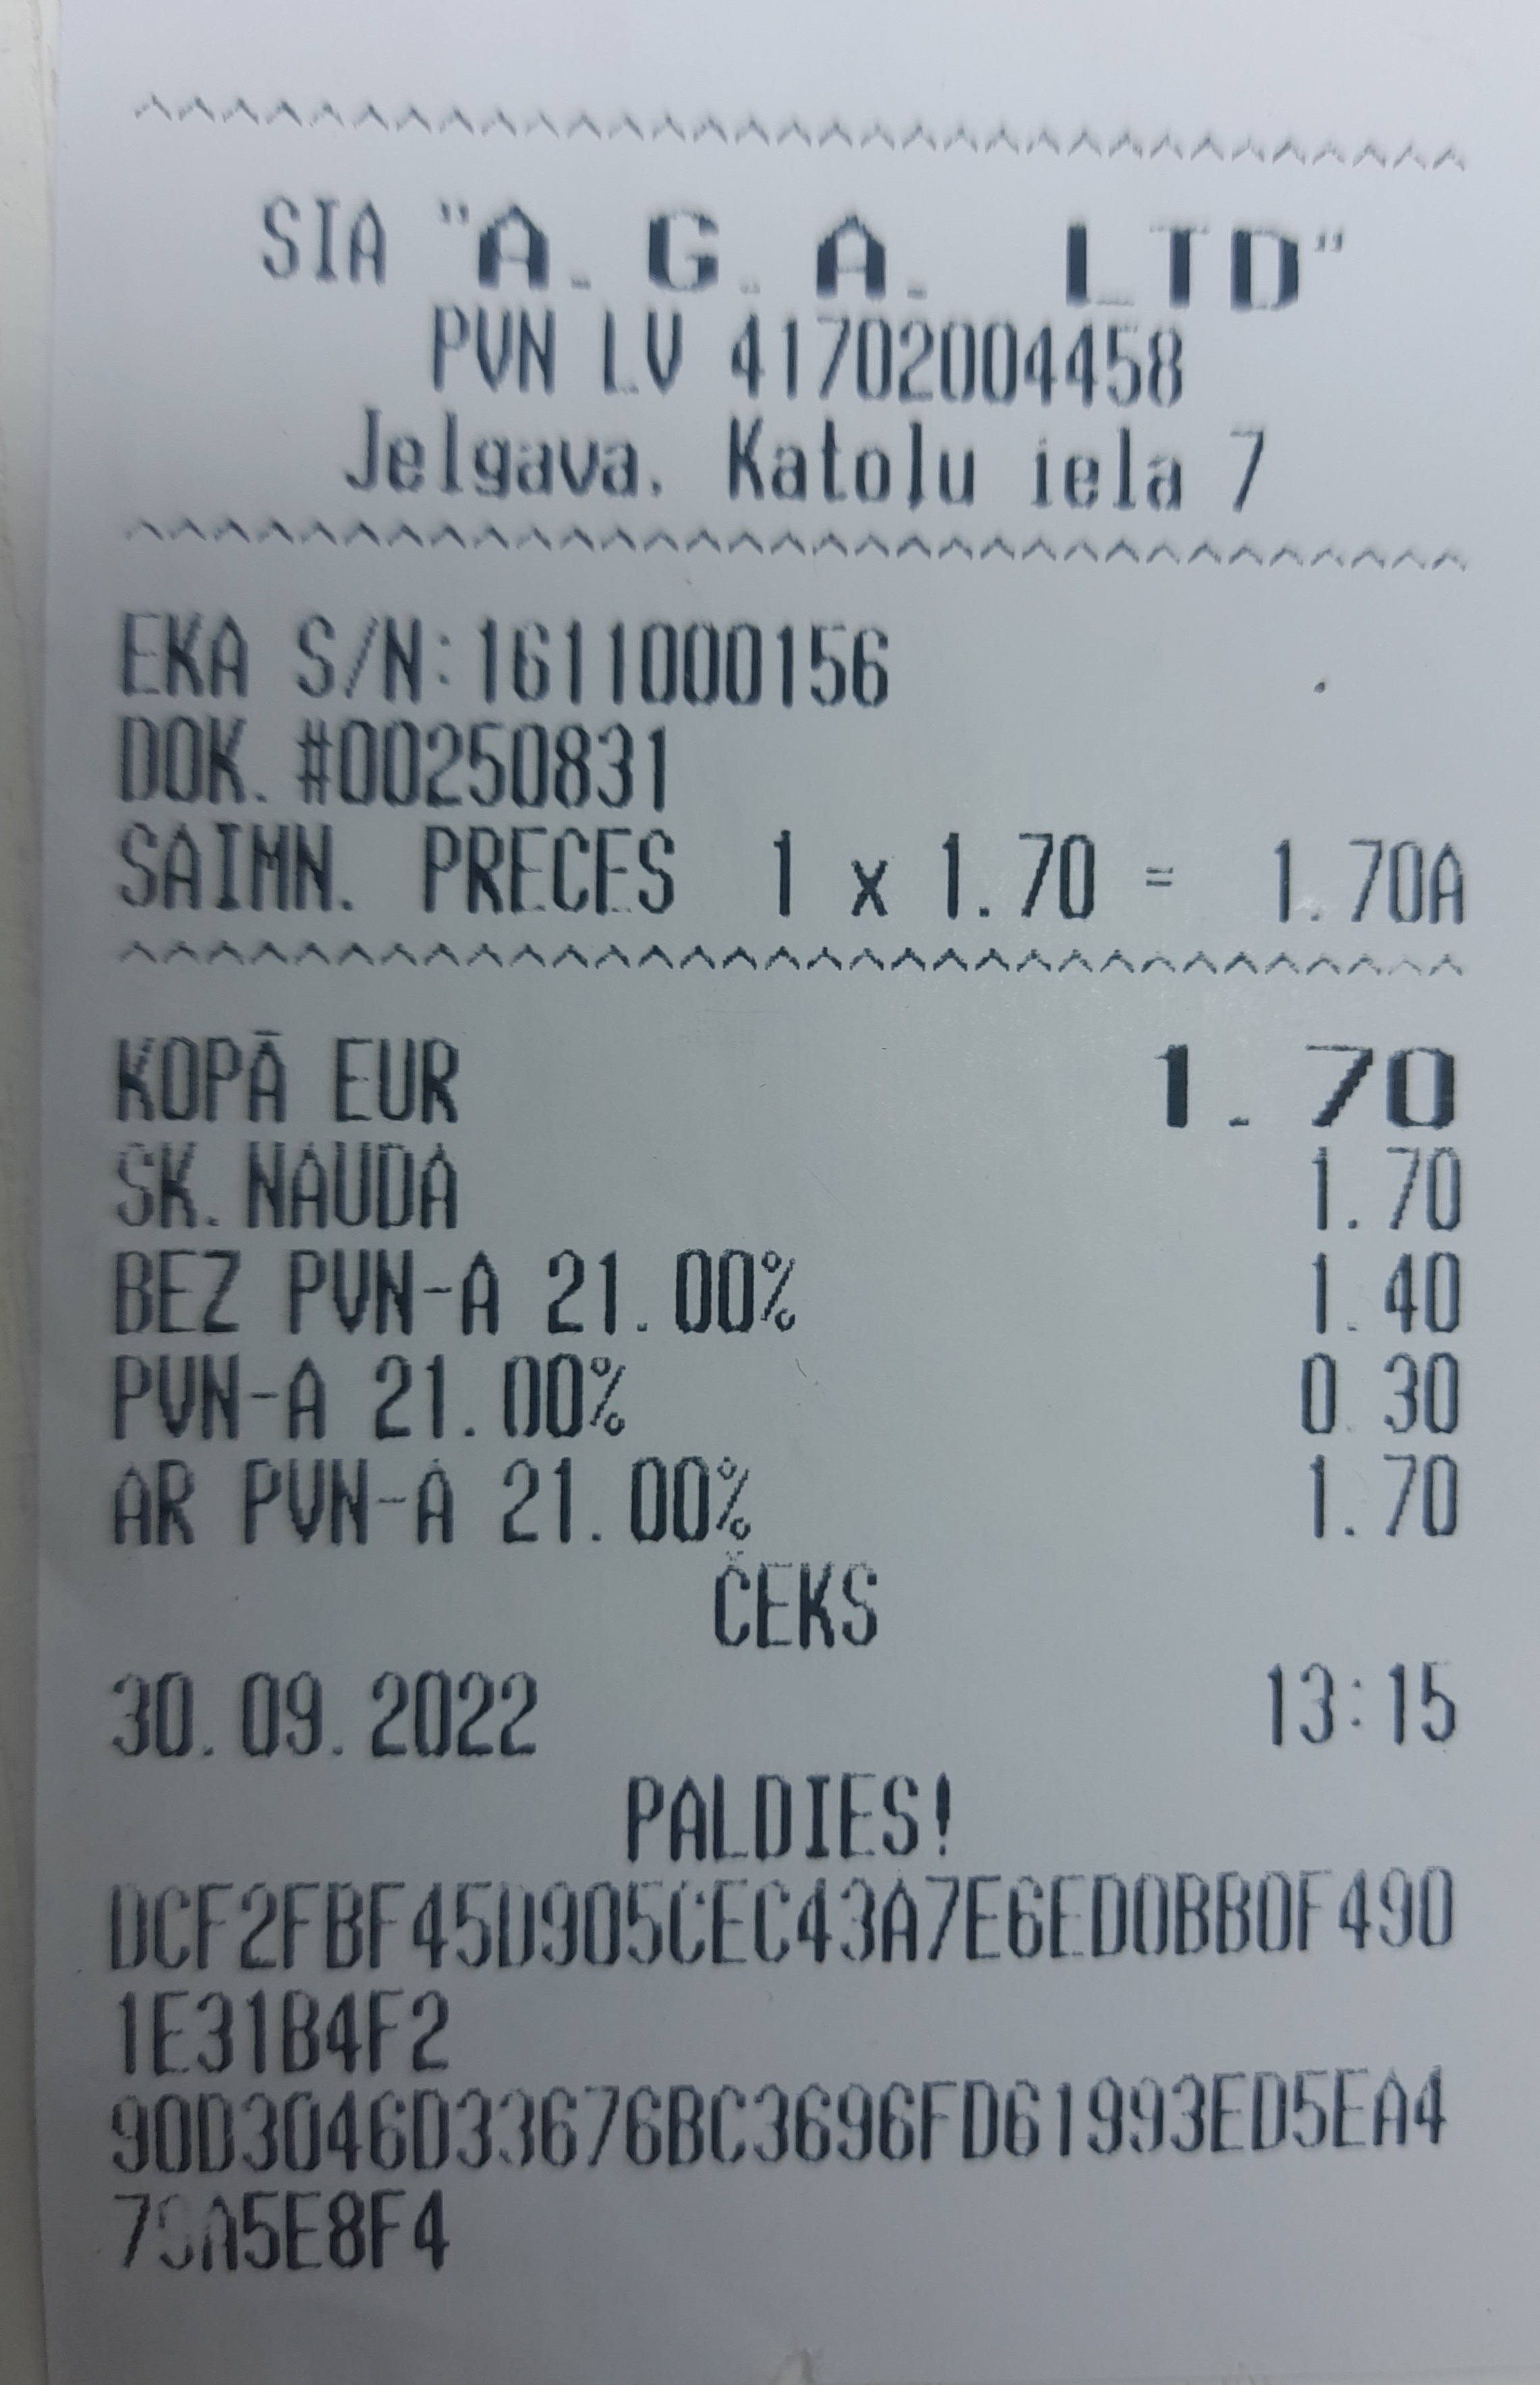 ^^^^^^^^^^^^^^^^^^^^^^^^^^^^^^^^
SIA "A.G.A. LTD"
PVN LV 41702004458
Jelgava, Katoļu iela 7
^^^^^^^^^^^^^^^^^^^^^^^^^^^^^^^^
EKA S/N:1611000156
DOK. #00250831
SAIMN. PRECES 1 x 1.70 = 1.70A
^^^^^^^^^^^^^^^^^^^^^^^^^^^^^^^^
KOPĀ EUR 1.70
SK.NAUDA 1.70
BEZ PVN-A 21.00% 1.40
PVN-A 21.00% 0.30
AR PVN-A 21.00% 1.70
ČEKS
30.09.2022 13:15
PALDIES!
DCF2FBF45D905CEC43A7E6ED0BB0F490
1E31B4F2
90D3046D33676BC3696FD61993ED5EA4